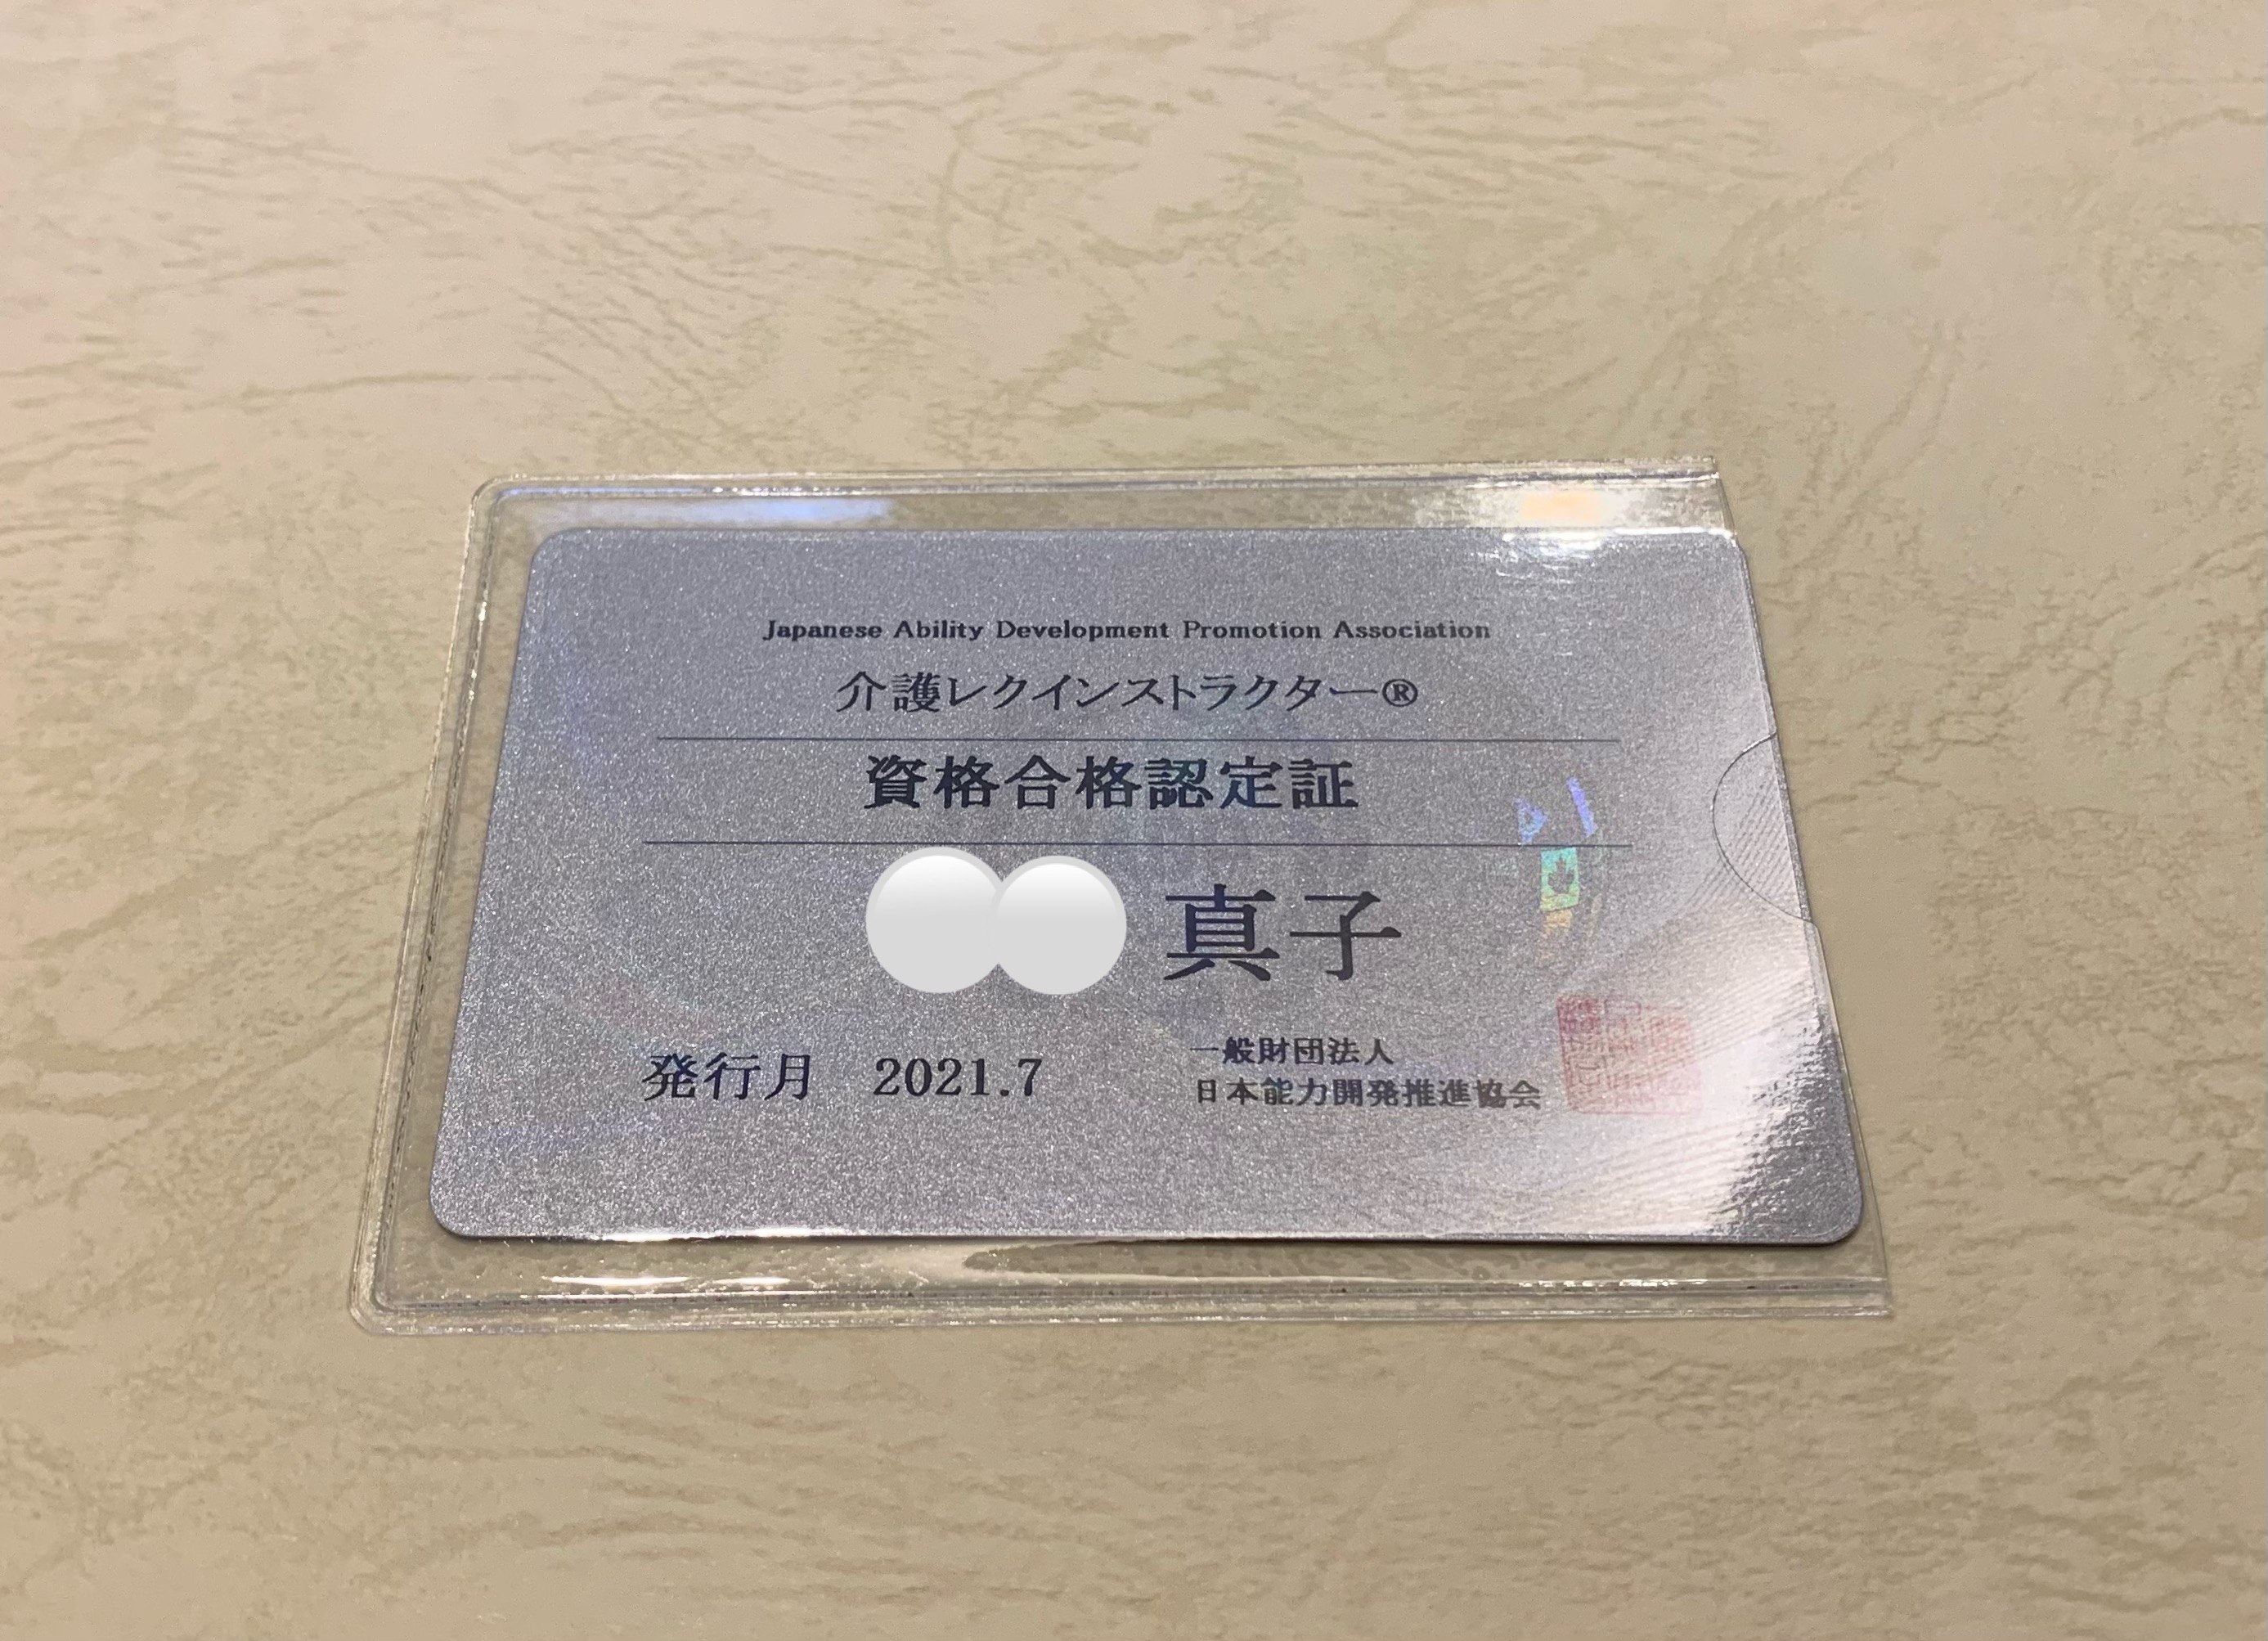 Japanese Ability Development Promotion Association
介護レクインストラクター®
資格合格認定証
真子
発行月 2021.7
一般財団法人
日本能力開発推進協会